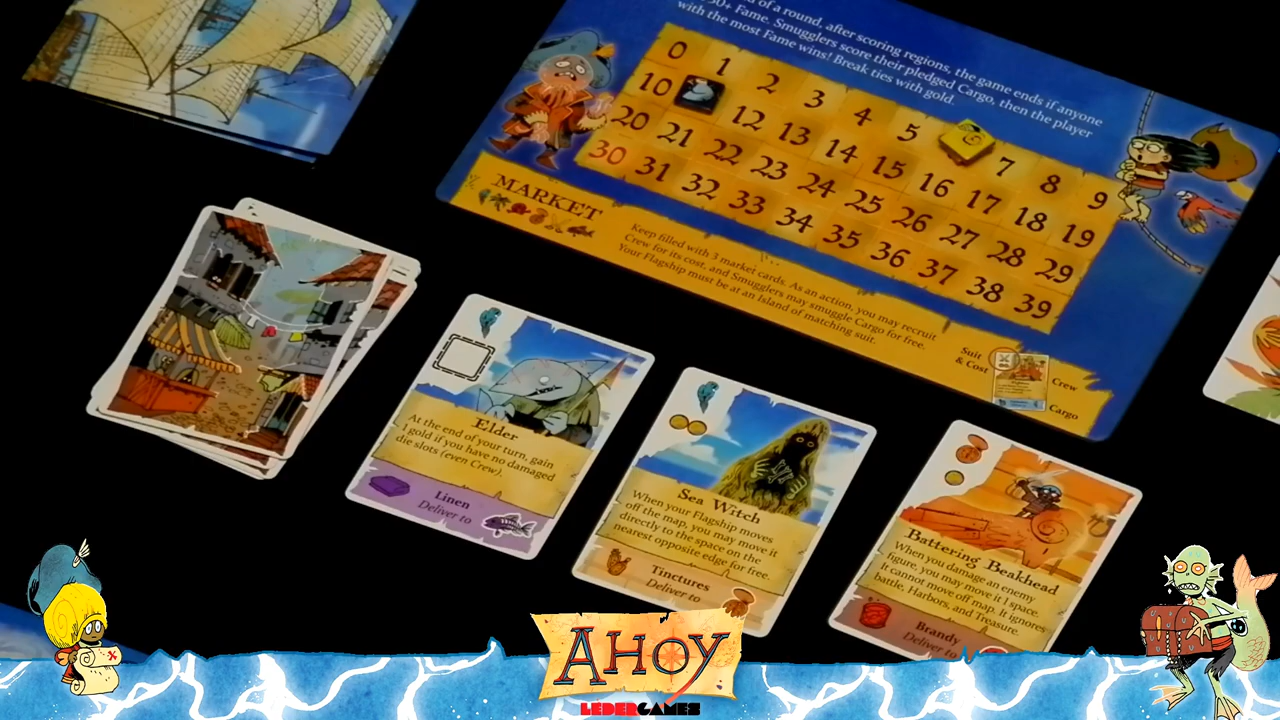 of a round, after scoring regions, the game ends if anyone
30+ Fame. Smugglers score their pledged Cargo, then the player
with the most Fame wins! Break ties with gold.
0 1 2 3 4 5 7 8 9
10 12 13 14 15 16 17 18 19
20 21 22 23 24 25 26 27 28 29
30 31 32 33 34 35 36 37 38 39
MARKET
Keep filled with 3 market cards. As an action, you may recruit
Crew for its cost, and Smugglers may smuggle Cargo for free.
Your Flagship must be at an Island of matching suit.
Suit
& Cost
Crew
Cargo
Elder
At the end of your turn, gain
1 gold if you have no damaged
die slots (even Crew).
Linen
Deliver to
Sea Witch
When your Flagship moves
off the map, you may move it
directly to the space on the
nearest opposite edge for free.
Tinctures
Deliver to
Battering Beakhead
When you damage an enemy
figure, you may move it 1 space.
It cannot move off map. It ignores
battle, Harbors, and Treasure.
Brandy
Deliver to
AHOY
LEDERGAMES